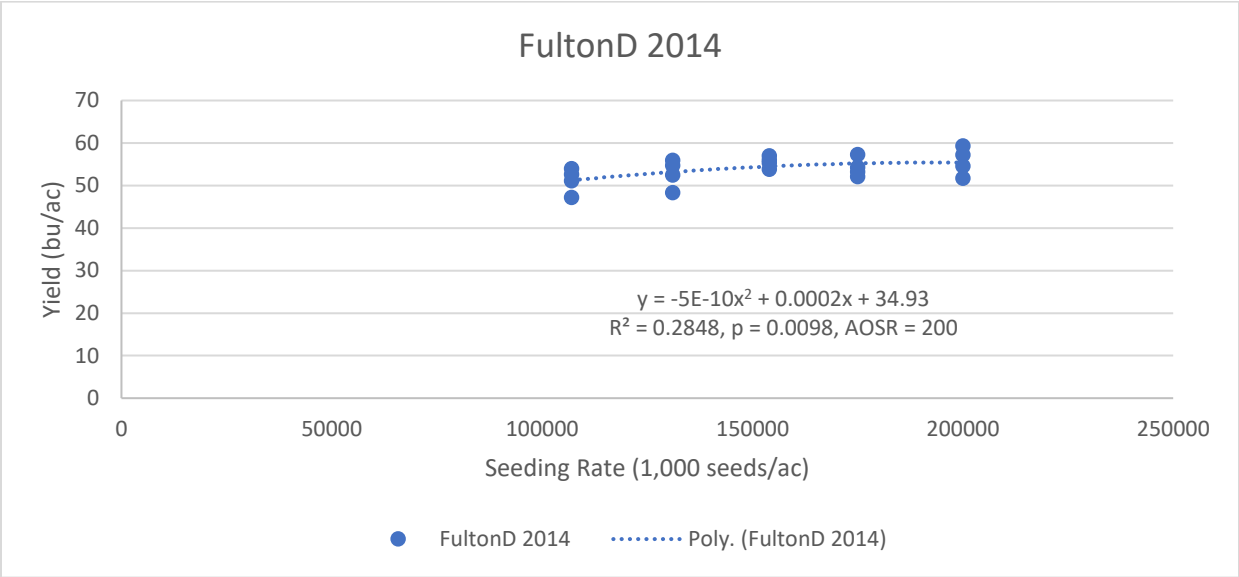 FultonD 2014
70
60
50
40
30
20
10
0
Yield (bu/ac)
y = -5E-10x² + 0.0002x + 34.93
R² = 0.2848, p = 0.0098, AOSR = 200
0 50000 100000 150000 200000 250000
Seeding Rate (1,000 seeds/ac)
FultonD 2014 Poly. (FultonD 2014)